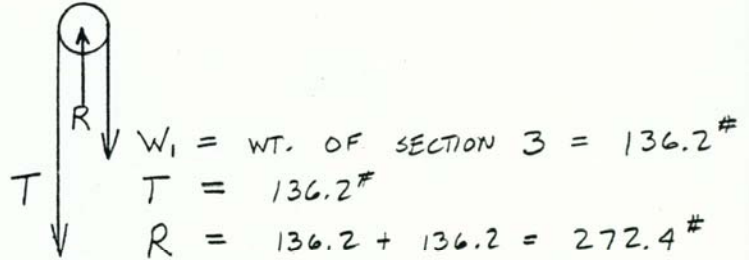 R
T
W₁ = WT. OF SECTION 3 = 136.2#
T = 136.2#
R = 136.2 + 136.2 = 272.4#